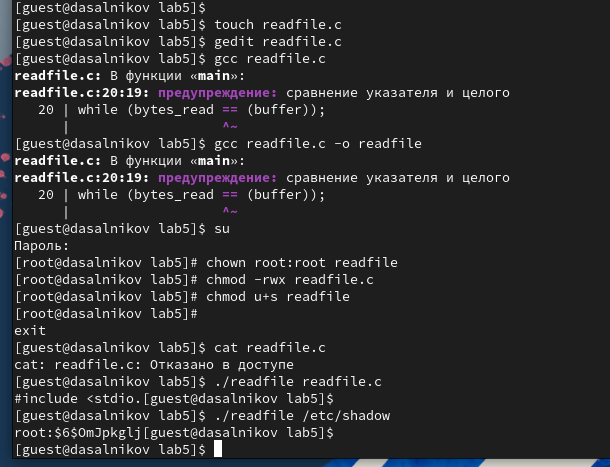 [guest@dasalnikov lab5]$
[guest@dasalnikov lab5]$ touch readfile.c
[guest@dasalnikov lab5]$ gedit readfile.c
[guest@dasalnikov lab5]$ gcc readfile.c
readfile.c: В функции «main»:
readfile.c:20:19: предупреждение: сравнение указателя и целого
   20 | while (bytes_read == (buffer));
      |                   ^~
[guest@dasalnikov lab5]$ gcc readfile.c -o readfile
readfile.c: В функции «main»:
readfile.c:20:19: предупреждение: сравнение указателя и целого
   20 | while (bytes_read == (buffer));
      |                   ^~
[guest@dasalnikov lab5]$ su
Пароль:
[root@dasalnikov lab5]# chown root:root readfile
[root@dasalnikov lab5]# chmod -rwx readfile.c
[root@dasalnikov lab5]# chmod u+s readfile
[root@dasalnikov lab5]#
exit
[guest@dasalnikov lab5]$ cat readfile.c
cat: readfile.c: Отказано в доступе
[guest@dasalnikov lab5]$ ./readfile readfile.c
#include <stdio.[guest@dasalnikov lab5]$
[guest@dasalnikov lab5]$ ./readfile /etc/shadow
root:$6$OmJpkglj[guest@dasalnikov lab5]$
[guest@dasalnikov lab5]$